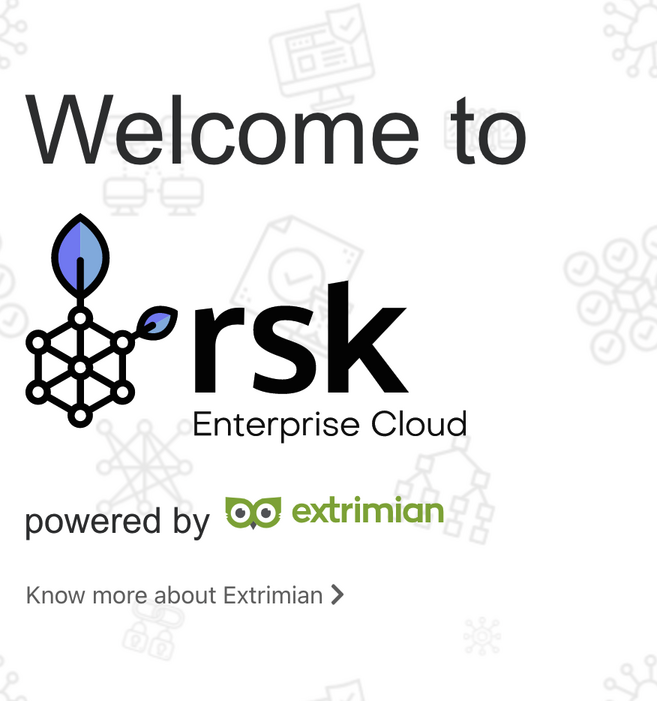 Welcome to
rsk
Enterprise Cloud
powered by extrimian
Know more about Extrimian